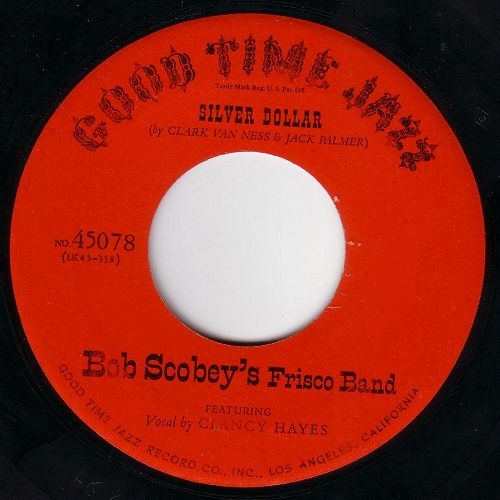 GOOD TIME JAZZ
Trade Mark Reg. U. S. Pat. Off.
SILVER DOLLAR
(by CLARK VAN NESS & JACK PALMER)
NO. 45078
(LK45-338)
Bob Scobey's Frisco Band
FEATURING
Vocal by CLANCY HAYES
GOOD TIME JAZZ RECORD CO., INC., LOS ANGELES, CALIFORNIA